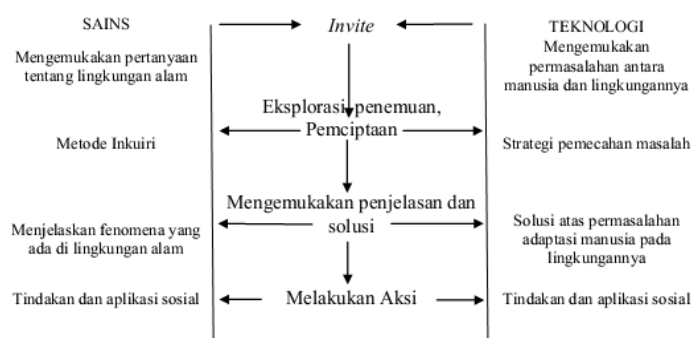 SAINS
Invite
TEKNOLOGI
Mengemukakan pertanyaan
tentang lingkungan alam
Mengemukakan
permasalahan antara
manusia dan lingkungannya
Eksplorasi, penemuan,
Pemciptaan
Metode Inkuiri
Strategi pemecahan masalah
Mengemukakan penjelasan dan
solusi
Menjelaskan fenomena yang
ada di lingkungan alam
Solusi atas permasalahan
adaptasi manusia pada
lingkungannya
Tindakan dan aplikasi sosial
Melakukan Aksi
Tindakan dan aplikasi sosial